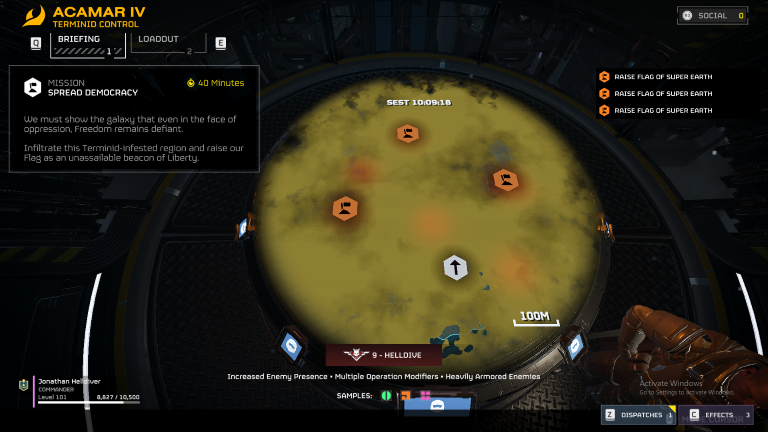 ACAMAR IV
TERMINID CONTROL
SOCIAL 0
Q BRIEFING 1 LOADOUT 2 E
MISSION
SPREAD DEMOCRACY
40 Minutes
We must show the galaxy that even in the face of
oppression, Freedom remains defiant.
Infiltrate this Terminid-infested region and raise our
Flag as an unassailable beacon of Liberty.
RAISE FLAG OF SUPER EARTH
RAISE FLAG OF SUPER EARTH
RAISE FLAG OF SUPER EARTH
SEST 10:09:18
100M
9 - HELLDIVE
Increased Enemy Presence • Multiple Operation Modifiers • Heavily Armored Enemies
SAMPLES:
Jonathan Helldiver
COMMANDER
Level 101 8,827 / 10,500
Activate Windows
Go to Settings to activate Windows.
Z DISPATCHES 1
C EFFECTS 3
CURSOR